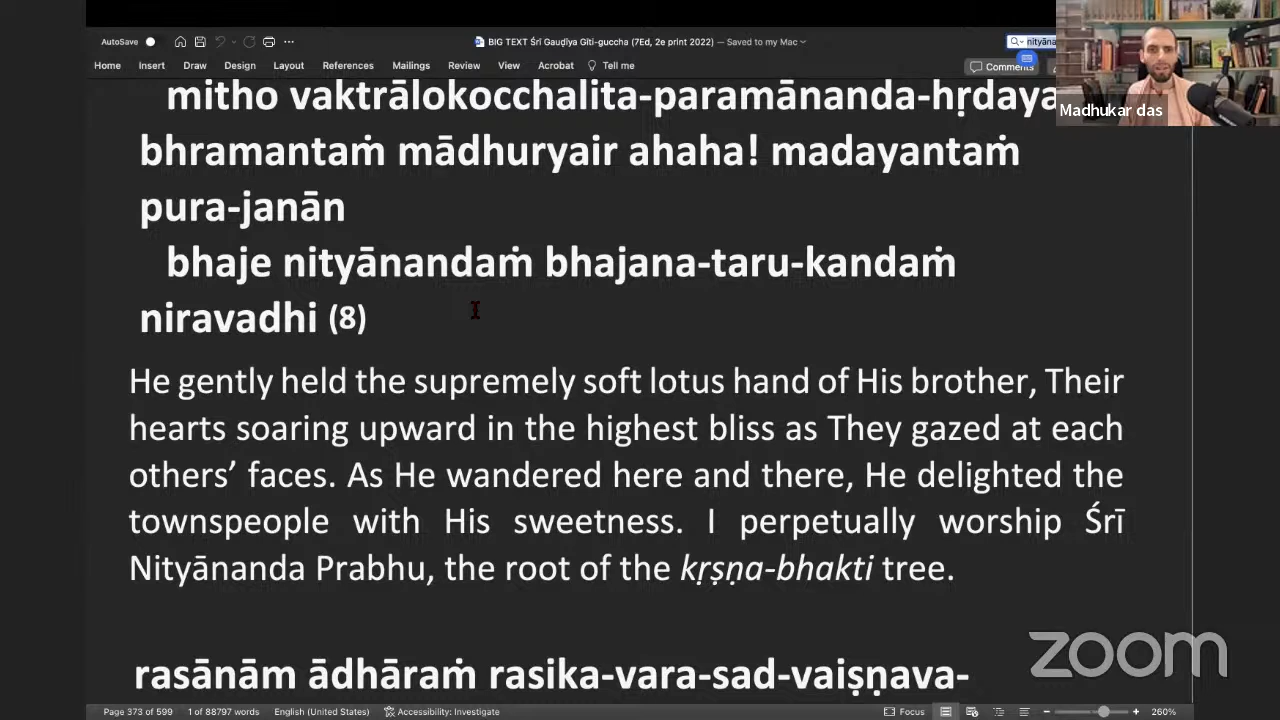 AutoSave
BIG TEXT Śrī Gauḍīya Gīti-guccha (7Ed, 2e print 2022) — Saved to my Mac
nityāna
Home Insert Draw Design Layout References Mailings Review View Acrobat Tell me
Comments
Madhukar das
mitho vaktrālokocchalita-paramānanda-hṛdaya
bhramantaṁ mādhuryair ahaha! madayantaṁ
pura-janān
bhaje nityānandaṁ bhajana-taru-kandaṁ
niravadhi (8)
He gently held the supremely soft lotus hand of His brother, Their
hearts soaring upward in the highest bliss as They gazed at each
others’ faces. As He wandered here and there, He delighted the
townspeople with His sweetness. I perpetually worship Śrī
Nityānanda Prabhu, the root of the kṛṣṇa-bhakti tree.
rasānām ādhāraṁ rasika-vara-sad-vaiṣṇava-
zoom
Page 373 of 599 1 of 88797 words English (United States) Accessibility: Investigate Focus 260%